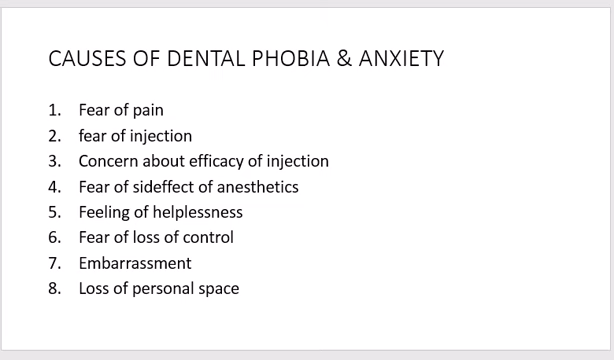 CAUSES OF DENTAL PHOBIA & ANXIETY
1. Fear of pain
2. fear of injection
3. Concern about efficacy of injection
4. Fear of sideffect of anesthetics
5. Feeling of helplessness
6. Fear of loss of control
7. Embarrassment
8. Loss of personal space